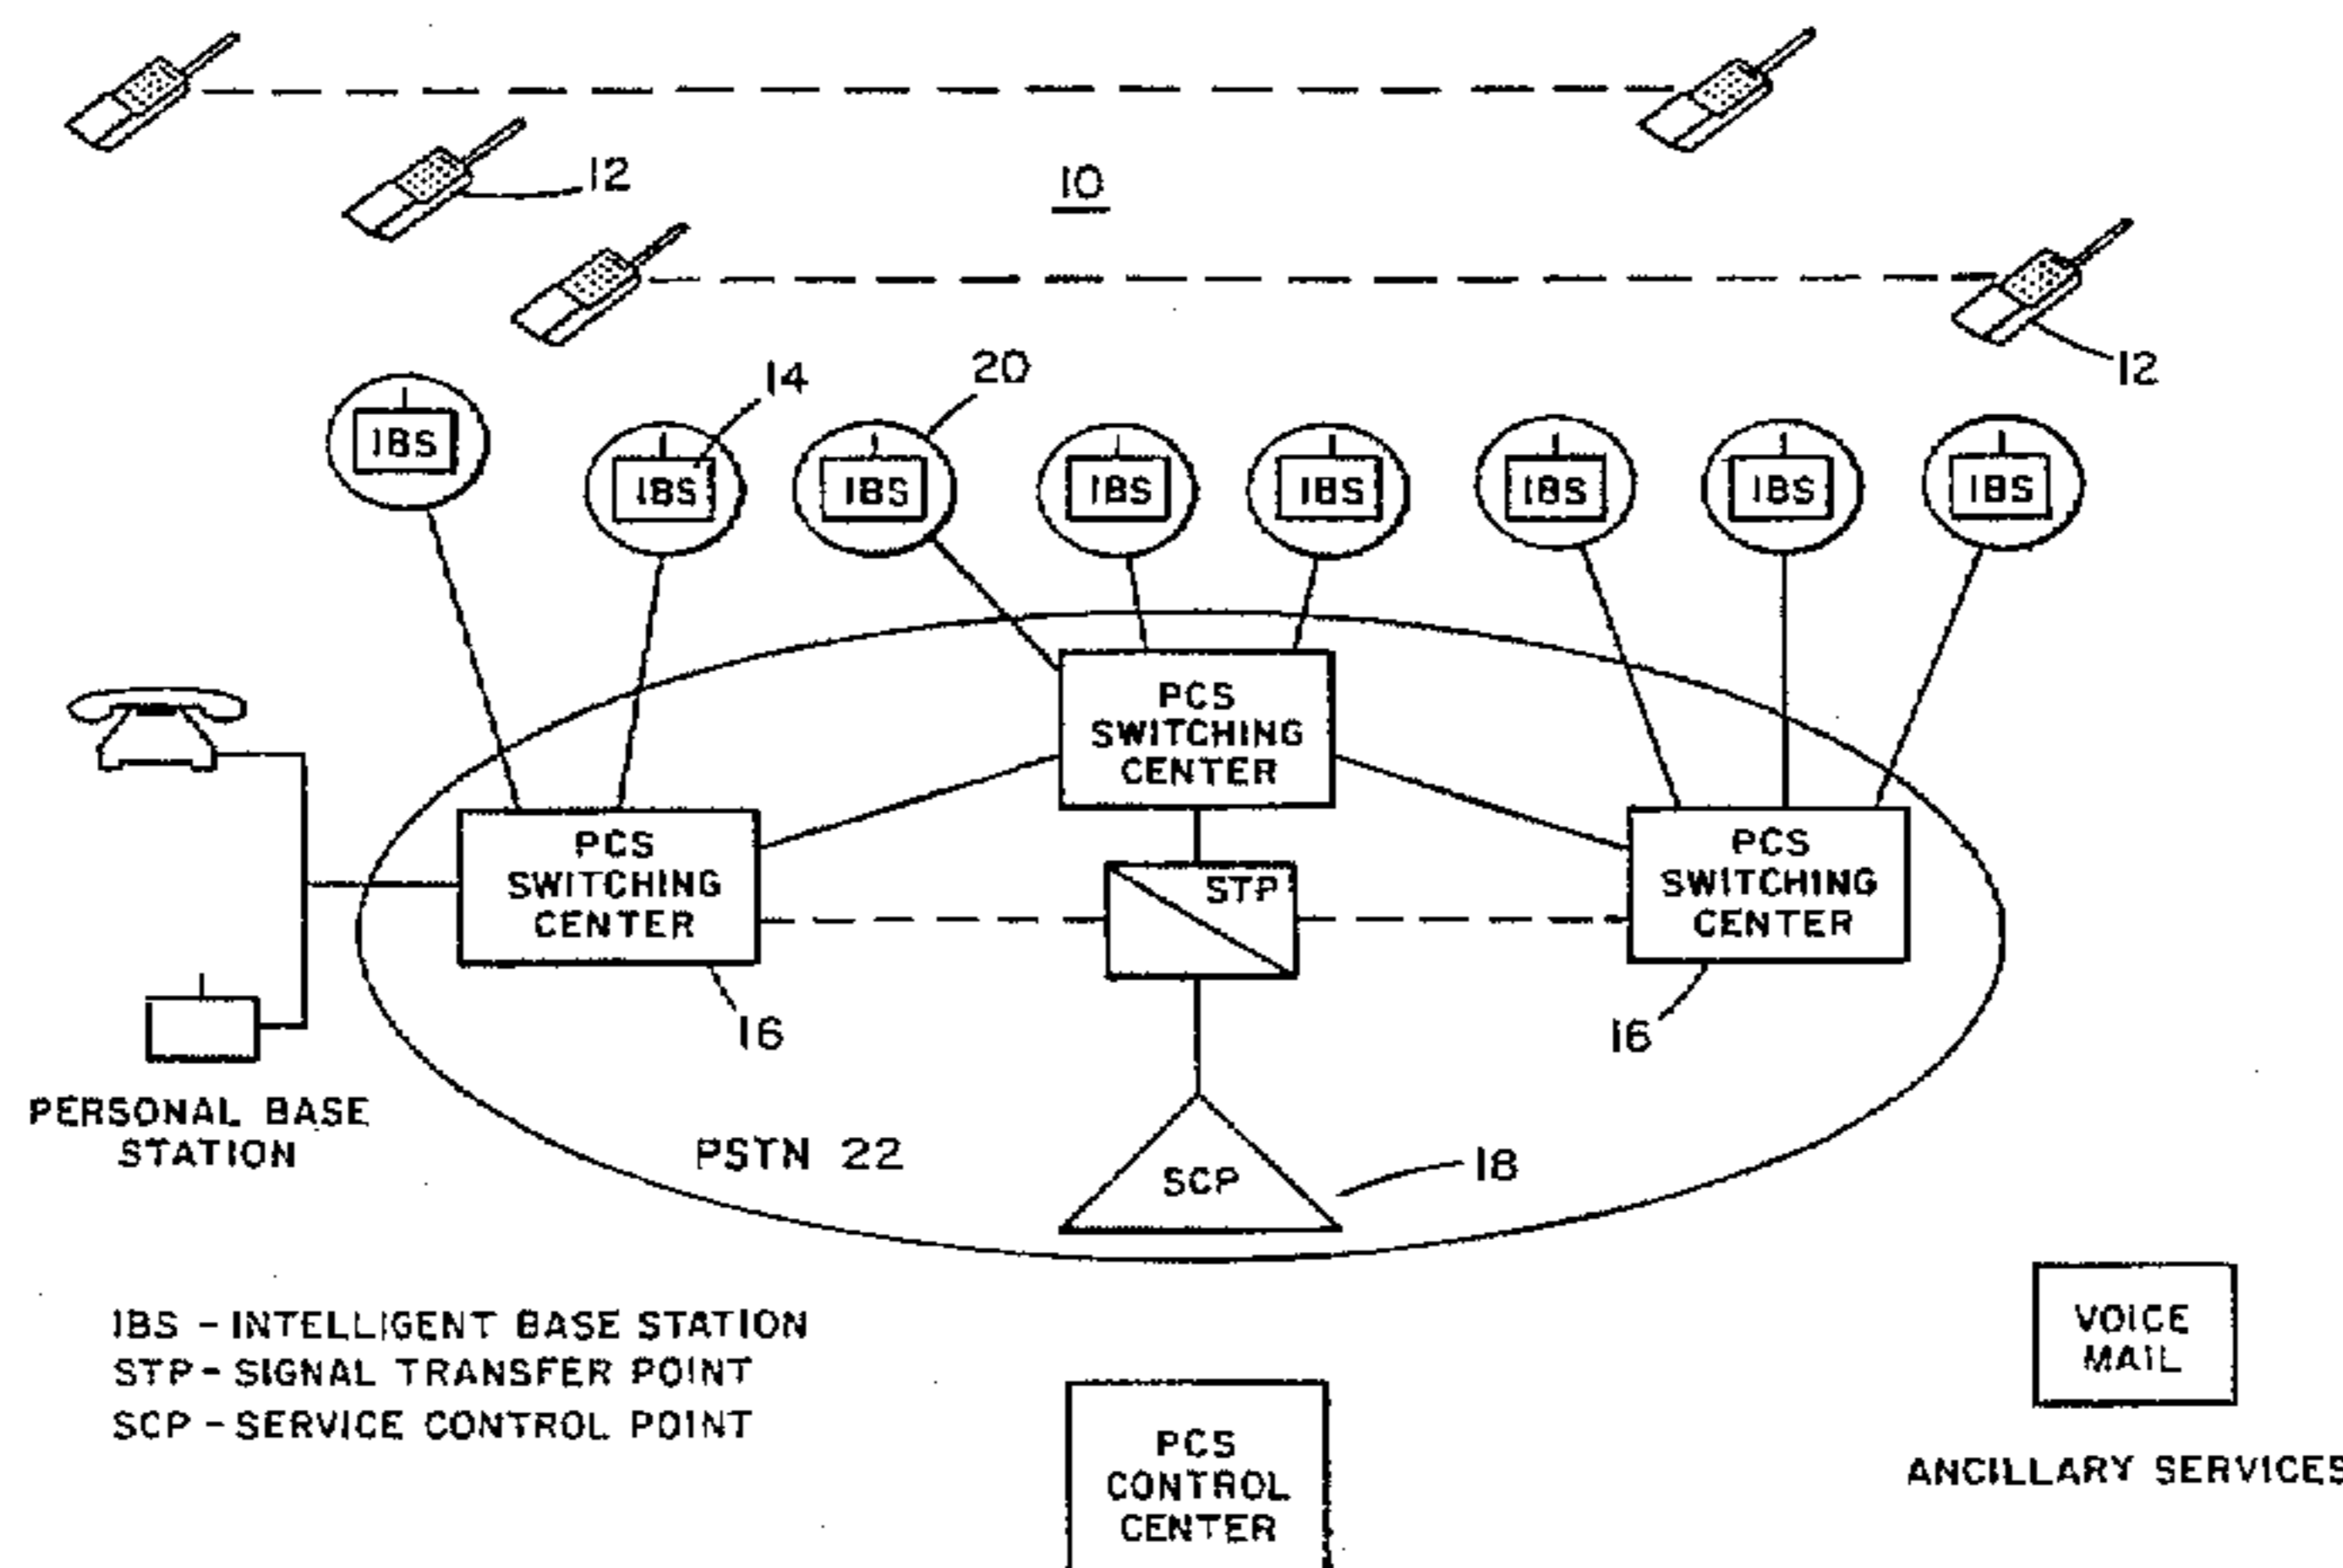 12
10
12
14
20
IBS
IBS
IBS
IBS
IBS
IBS
IBS
IBS
PCS
SWITCHING
CENTER
PCS
SWITCHING
CENTER
PCS
SWITCHING
CENTER
STP
16
16
PERSONAL BASE
STATION
PSTN 22
SCP
18
IBS - INTELLIGENT BASE STATION
STP - SIGNAL TRANSFER POINT
SCP - SERVICE CONTROL POINT
VOICE
MAIL
ANCILLARY SERVICES
PCS
CONTROL
CENTER